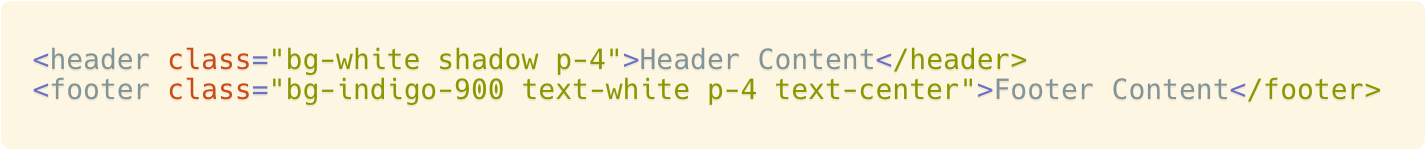 <header class="bg-white shadow p-4">Header Content</header>
<footer class="bg-indigo-900 text-white p-4 text-center">Footer Content</footer>